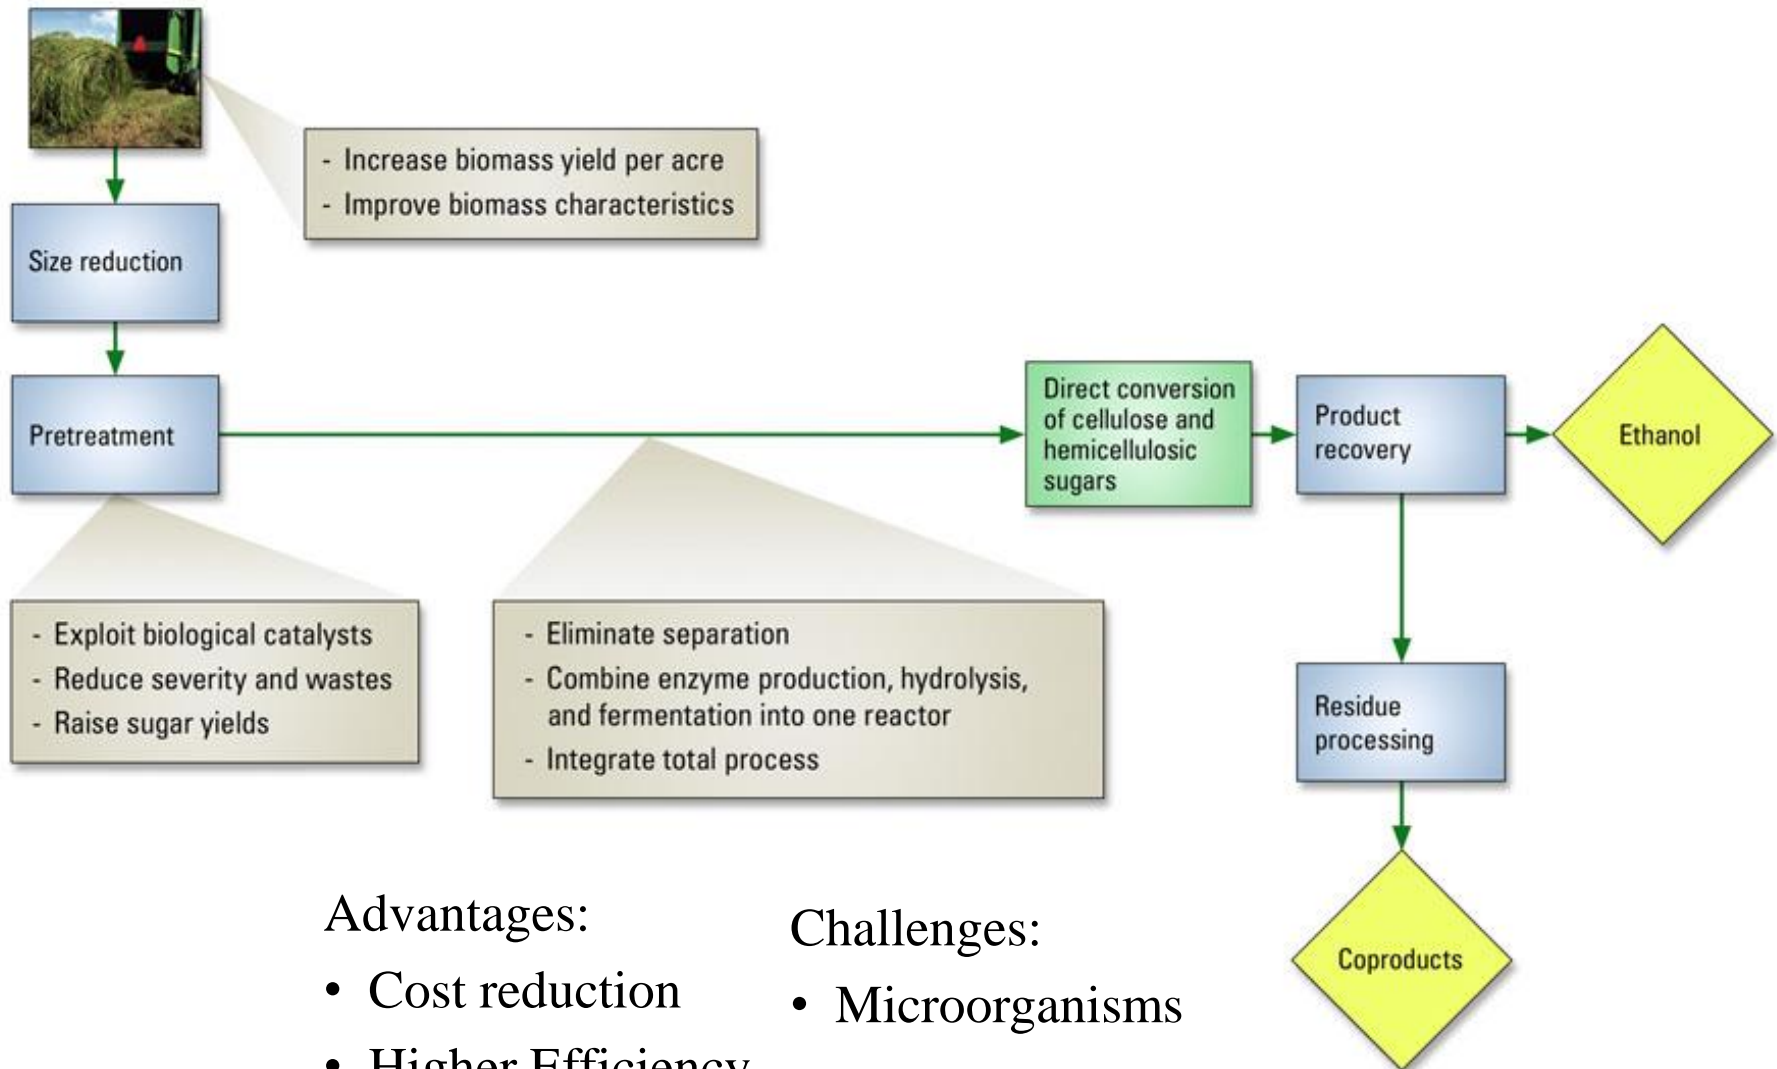 - Increase biomass yield per acre
- Improve biomass characteristics
Size reduction
Pretreatment
Direct conversion
of cellulose and
hemicellulosic
sugars
Product
recovery
Ethanol
- Exploit biological catalysts
- Reduce severity and wastes
- Raise sugar yields
- Eliminate separation
- Combine enzyme production, hydrolysis,
and fermentation into one reactor
- Integrate total process
Residue
processing
Coproducts
Advantages:
• Cost reduction
• Higher Efficiency
Challenges:
• Microorganisms